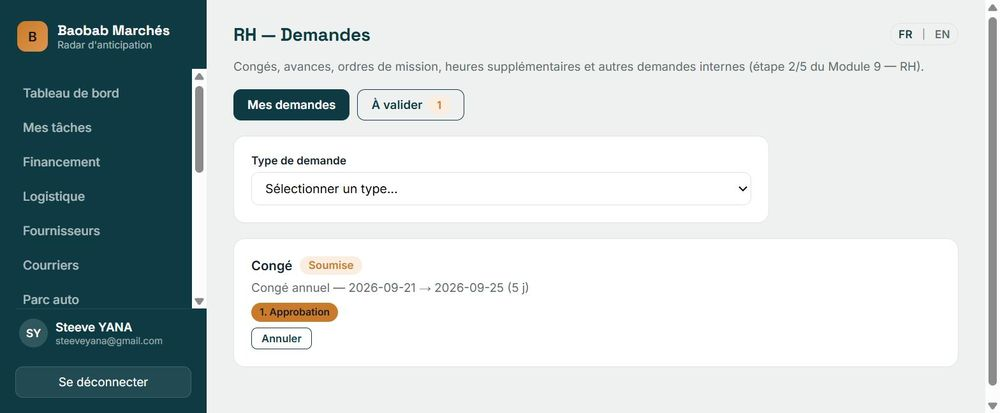 B
Baobab Marchés
Radar d'anticipation
Tableau de bord
Mes tâches
Financement
Logistique
Fournisseurs
Courriers
Parc auto
SY
Steeve YANA
steeveyana@gmail.com
Se déconnecter
RH — Demandes
FR | EN
Congés, avances, ordres de mission, heures supplémentaires et autres demandes internes (étape 2/5 du Module 9 — RH).
Mes demandes
À valider 1
Type de demande
Sélectionner un type...
Congé Soumise
Congé annuel — 2026-09-21 → 2026-09-25 (5 j)
1. Approbation
Annuler